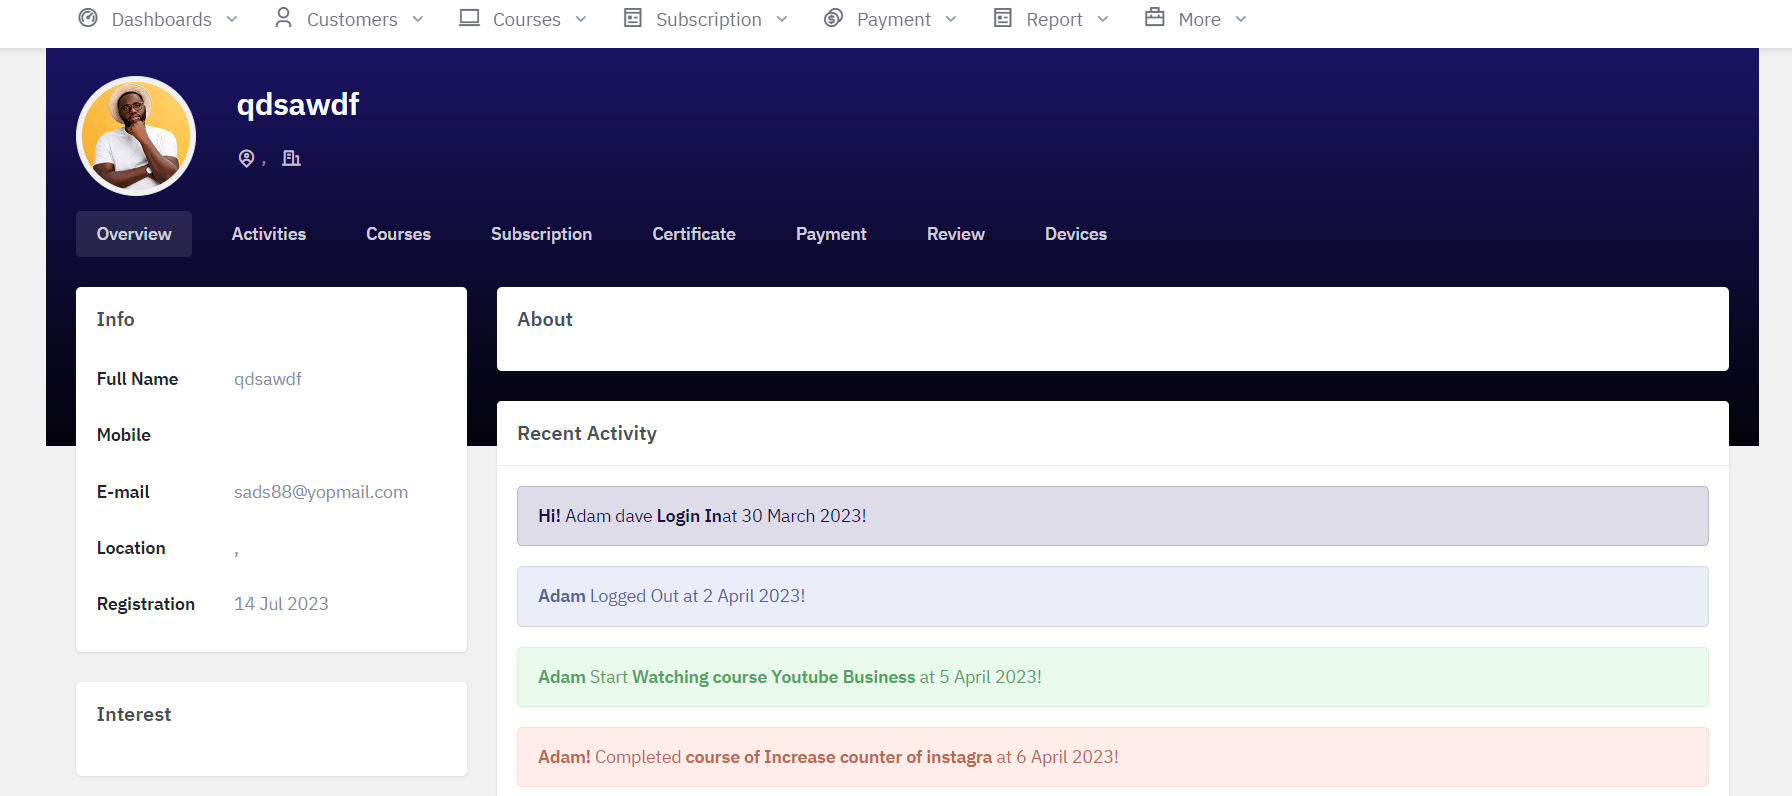 Dashboards Customers Courses Subscription Payment Report More
qdsawdf
,
Overview Activities Courses Subscription Certificate Payment Review Devices
Info
Full Name qdsawdf
Mobile
E-mail sads88@yopmail.com
Location ,
Registration 14 Jul 2023
Interest
About
Recent Activity
Hi! Adam dave Login Inat 30 March 2023!
Adam Logged Out at 2 April 2023!
Adam Start Watching course Youtube Business at 5 April 2023!
Adam! Completed course of Increase counter of instagra at 6 April 2023!